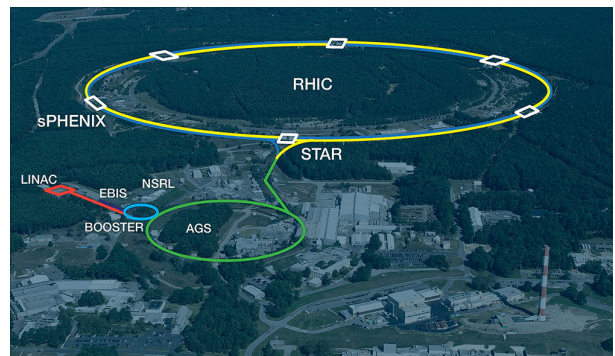 RHIC
sPHENIX
STAR
LINAC
EBIS
NSRL
BOOSTER
AGS